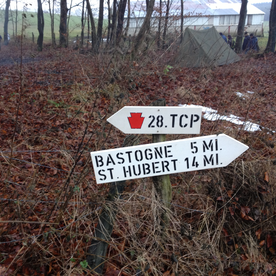 28.TCP
BASTOGNE 5 MI.
ST. HUBERT 14 MI.